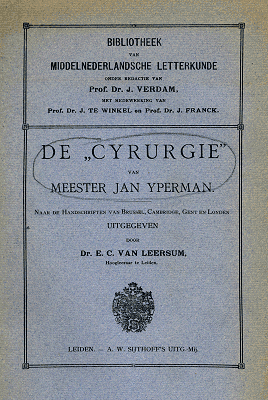 BIBLIOTHEEK
VAN
MIDDELNEDERLANDSCHE LETTERKUNDE
ONDER REDACTIE VAN
Prof. Dr. J. VERDAM,
MET MEDEWERKING VAN
Prof. Dr. J. TE WINKEL en Prof. Dr. J. FRANCK.
DE „CYRURGIE”
VAN
MEESTER JAN YPERMAN.
NAAR DE HANDSCHRIFTEN VAN BRUSSEL, CAMBRIDGE, GENT EN LONDEN
UITGEGEVEN
DOOR
Dr. E. C. VAN LEERSUM,
Hoogleeraar te Leiden.
LEIDEN. — A. W. SIJTHOFF'S UITG.-Mij.